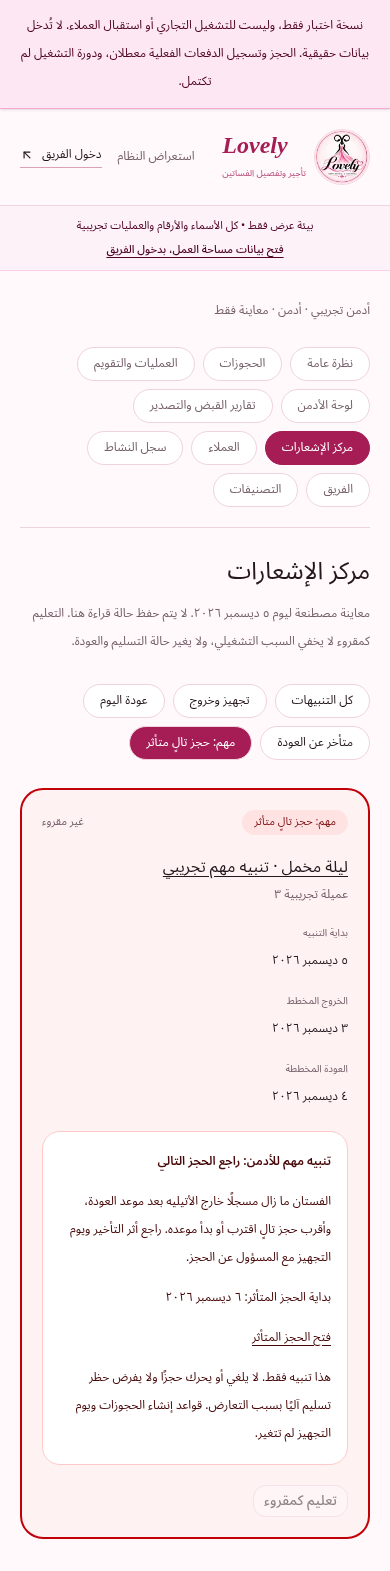 نسخة اختبار فقط، وليست للتشغيل التجاري أو استقبال العملاء. لا تُدخل
بيانات حقيقية. الحجز وتسجيل الدفعات الفعلية معطلان، ودورة التشغيل لم
تكتمل.
Lovely
Lovely
تأجير وتفصيل الفساتين
استعراض النظام
دخول الفريق
بيئة عرض فقط • كل الأسماء والأرقام والعمليات تجريبية
فتح بيانات مساحة العمل، بدخول الفريق
أدمن تجريبي · أدمن · معاينة فقط
نظرة عامة
الحجوزات
العمليات والتقويم
لوحة الأدمن
تقارير القبض والتصدير
مركز الإشعارات
العملاء
سجل النشاط
الفريق
التصنيفات
مركز الإشعارات
معاينة مصطنعة ليوم ٥ ديسمبر ٢٠٢٦. لا يتم حفظ حالة قراءة هنا. التعليم
كمقروء لا يخفي السبب التشغيلي، ولا يغير حالة التسليم والعودة.
كل التنبيهات
تجهيز وخروج
عودة اليوم
متأخر عن العودة
مهم: حجز تالٍ متأثر
مهم: حجز تالٍ متأثر
غير مقروء
ليلة مخمل · تنبيه مهم تجريبي
عميلة تجريبية ٣
بداية التنبيه
٥ ديسمبر ٢٠٢٦
الخروج المخطط
٣ ديسمبر ٢٠٢٦
العودة المخططة
٤ ديسمبر ٢٠٢٦
تنبيه مهم للأدمن: راجع الحجز التالي
الفستان ما زال مسجلًا خارج الأتيليه بعد موعد العودة،
وأقرب حجز تالٍ اقترب أو بدأ موعده. راجع أثر التأخير ويوم
التجهيز مع المسؤول عن الحجز.
بداية الحجز المتأثر: ٦ ديسمبر ٢٠٢٦
فتح الحجز المتأثر
هذا تنبيه فقط. لا يلغي أو يحرك حجزًا ولا يفرض حظر
تسليم آليًا بسبب التعارض. قواعد إنشاء الحجوزات ويوم
التجهيز لم تتغير.
تعليم كمقروء